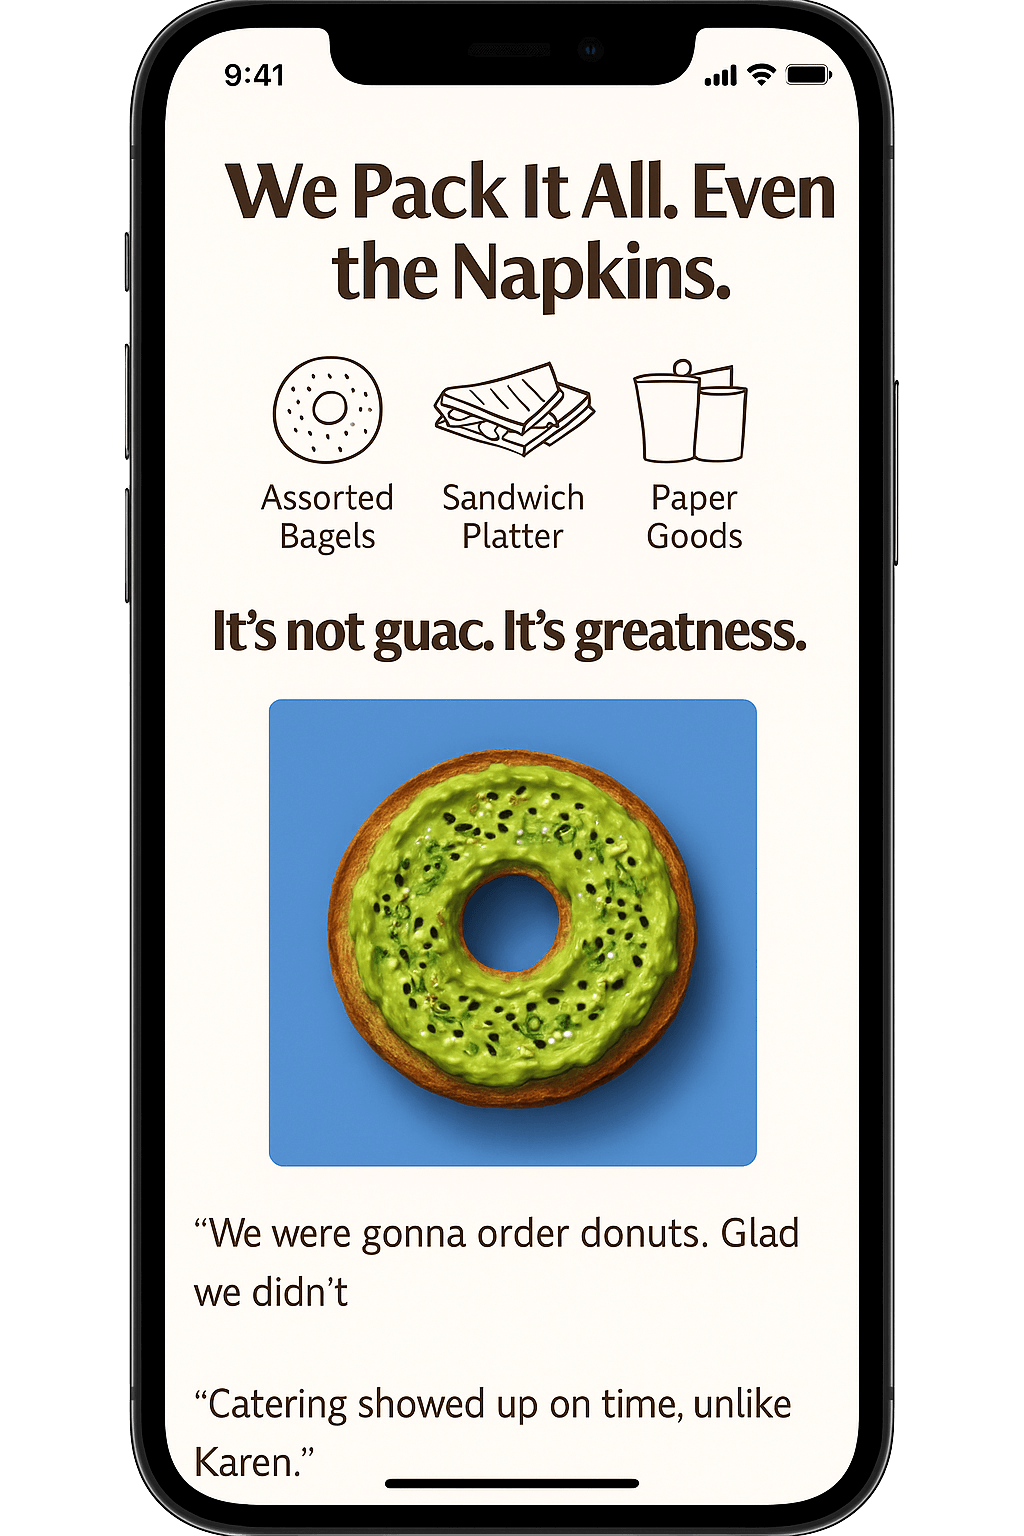 9:41
We Pack It All. Even
the Napkins.
Assorted
Bagels
Sandwich
Platter
Paper
Goods
It’s not guac. It’s greatness.
“We were gonna order donuts. Glad
we didn’t
“Catering showed up on time, unlike
Karen.”